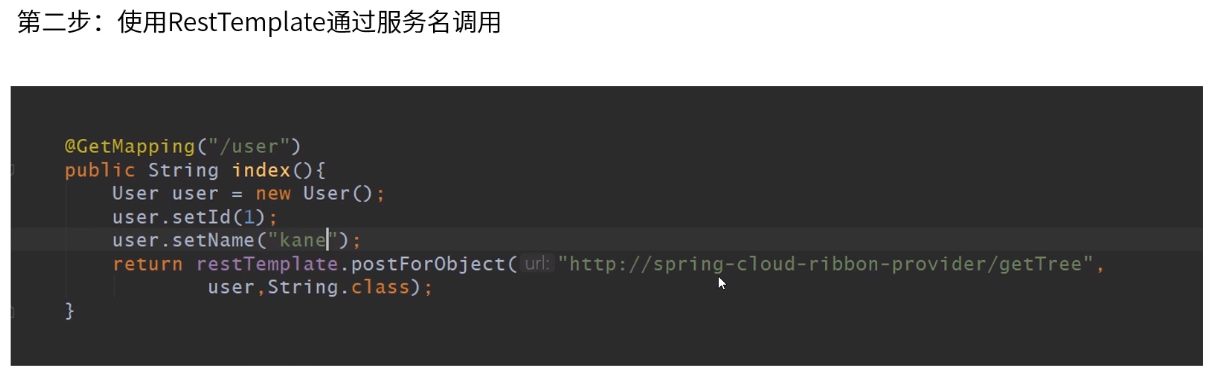 第二步：使用RestTemplate通过服务名调用
@GetMapping("/user")
public String index(){
User user = new User();
user.setId(1);
user.setName("kane");
return restTemplate.postForObject( url: "http://spring-cloud-ribbon-provider/getTree",
user,String.class);
}